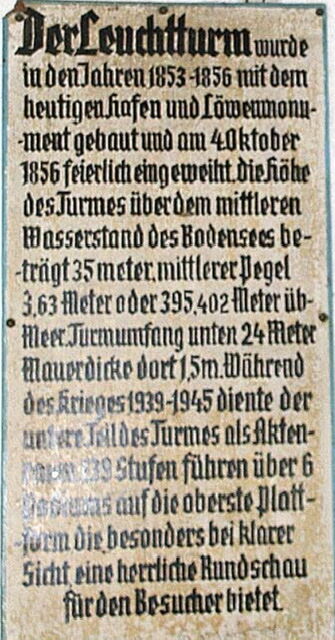 Der Leuchtturm wurde
in den Jahren 1853-1856 mit dem
heutigen Hafen und Löwenmonu-
-ment gebaut und am 4.Oktober
1856 feierlich eingeweiht. Die Höhe
des Turmes über dem mittleren
Wasserstand des Bodensees be-
-trägt 35 meter, mittlerer Pegel
3,63 Meter oder 395,402 Meter üb-
Meer. Turmumfang unten 24 Meter
Mauerdicke dort 1,5m. Während
des Krieges 1939-1945 diente der
untere Teil des Turmes als Akten-
139 Stufen führen über 6
auf die oberste Platt-
form die besonders bei klarer
Sicht eine herrliche Rundschau
für den Besucher bietet.